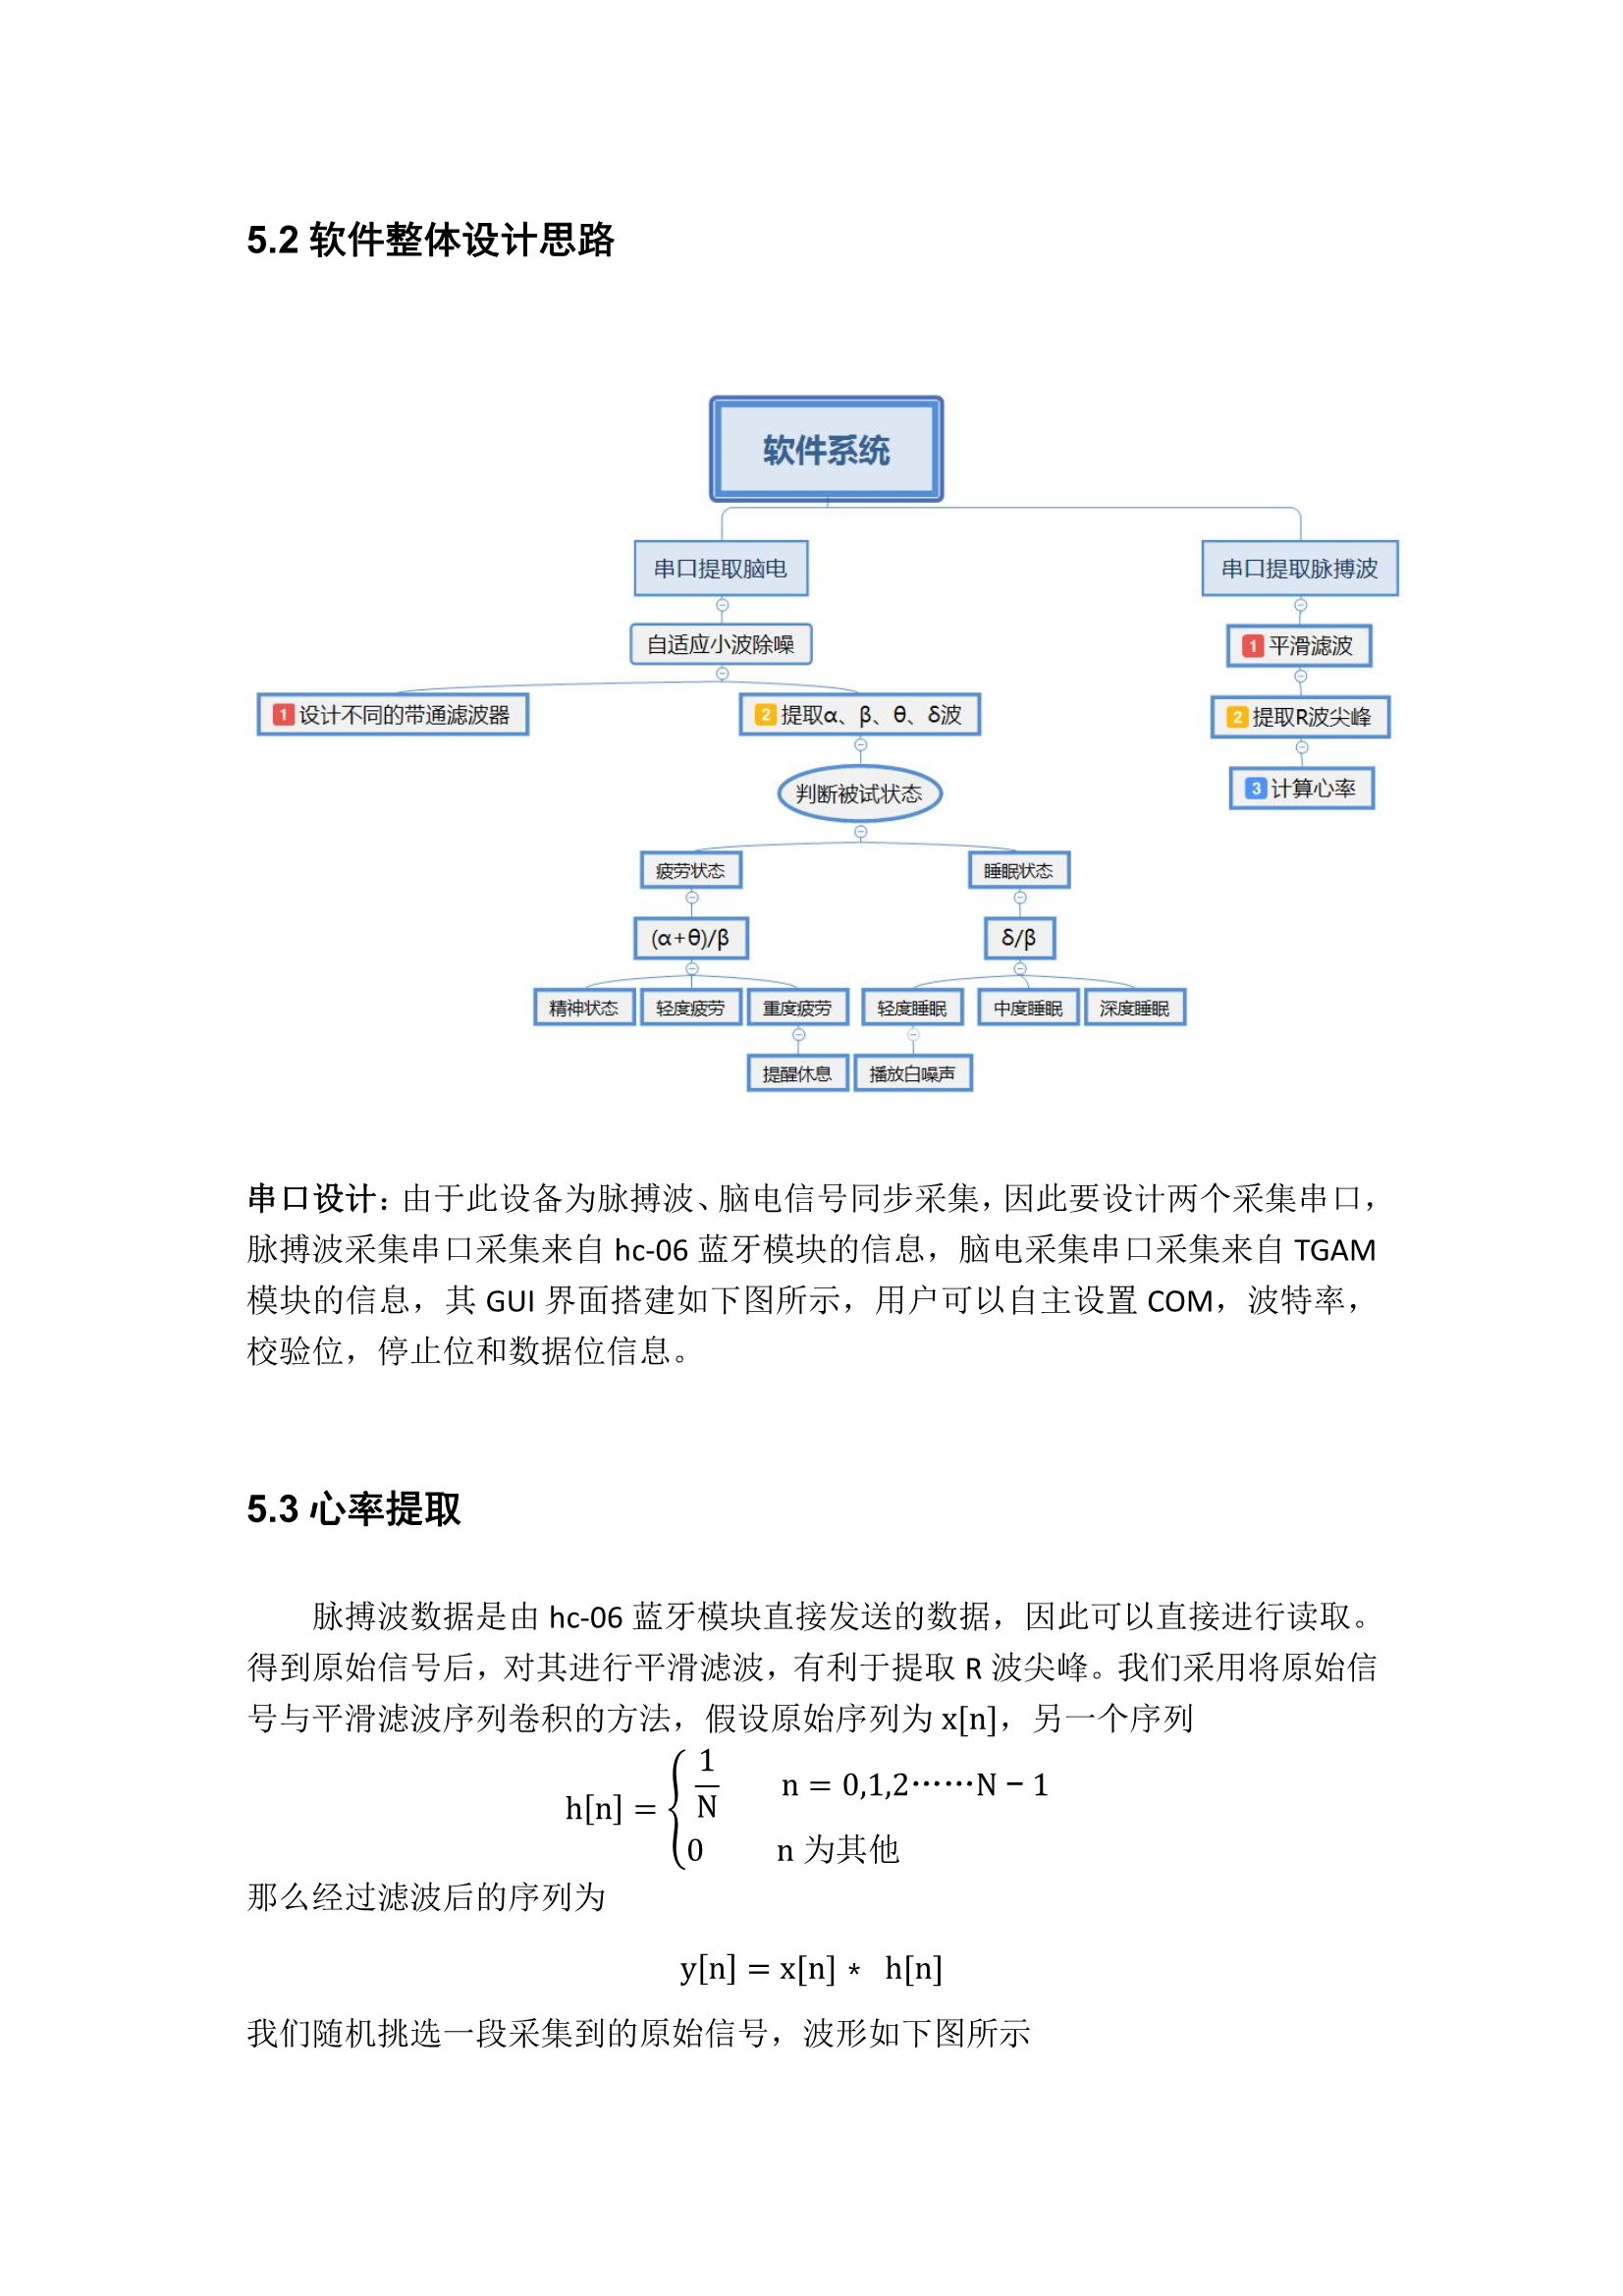 5.2 软件整体设计思路
软件系统
串口提取脑电
串口提取脉搏波
自适应小波除噪
1 平滑滤波
1 设计不同的带通滤波器
2 提取α、β、θ、δ波
2 提取R波尖峰
判断被试状态
3 计算心率
疲劳状态
睡眠状态
(α+θ)/β
δ/β
精神状态
轻度疲劳
重度疲劳
轻度睡眠
中度睡眠
深度睡眠
提醒休息
播放白噪声
串口设计：由于此设备为脉搏波、脑电信号同步采集，因此要设计两个采集串口，
脉搏波采集串口采集来自 hc-06 蓝牙模块的信息，脑电采集串口采集来自 TGAM
模块的信息，其 GUI 界面搭建如下图所示，用户可以自主设置 COM，波特率，
校验位，停止位和数据位信息。
5.3 心率提取
脉搏波数据是由 hc-06 蓝牙模块直接发送的数据，因此可以直接进行读取。
得到原始信号后，对其进行平滑滤波，有利于提取 R 波尖峰。我们采用将原始信
号与平滑滤波序列卷积的方法，假设原始序列为 x[n]，另一个序列
h[n] = { 1/N n = 0,1,2⋯⋯N − 1
0 n 为其他
那么经过滤波后的序列为
y[n] = x[n] * h[n]
我们随机挑选一段采集到的原始信号，波形如下图所示